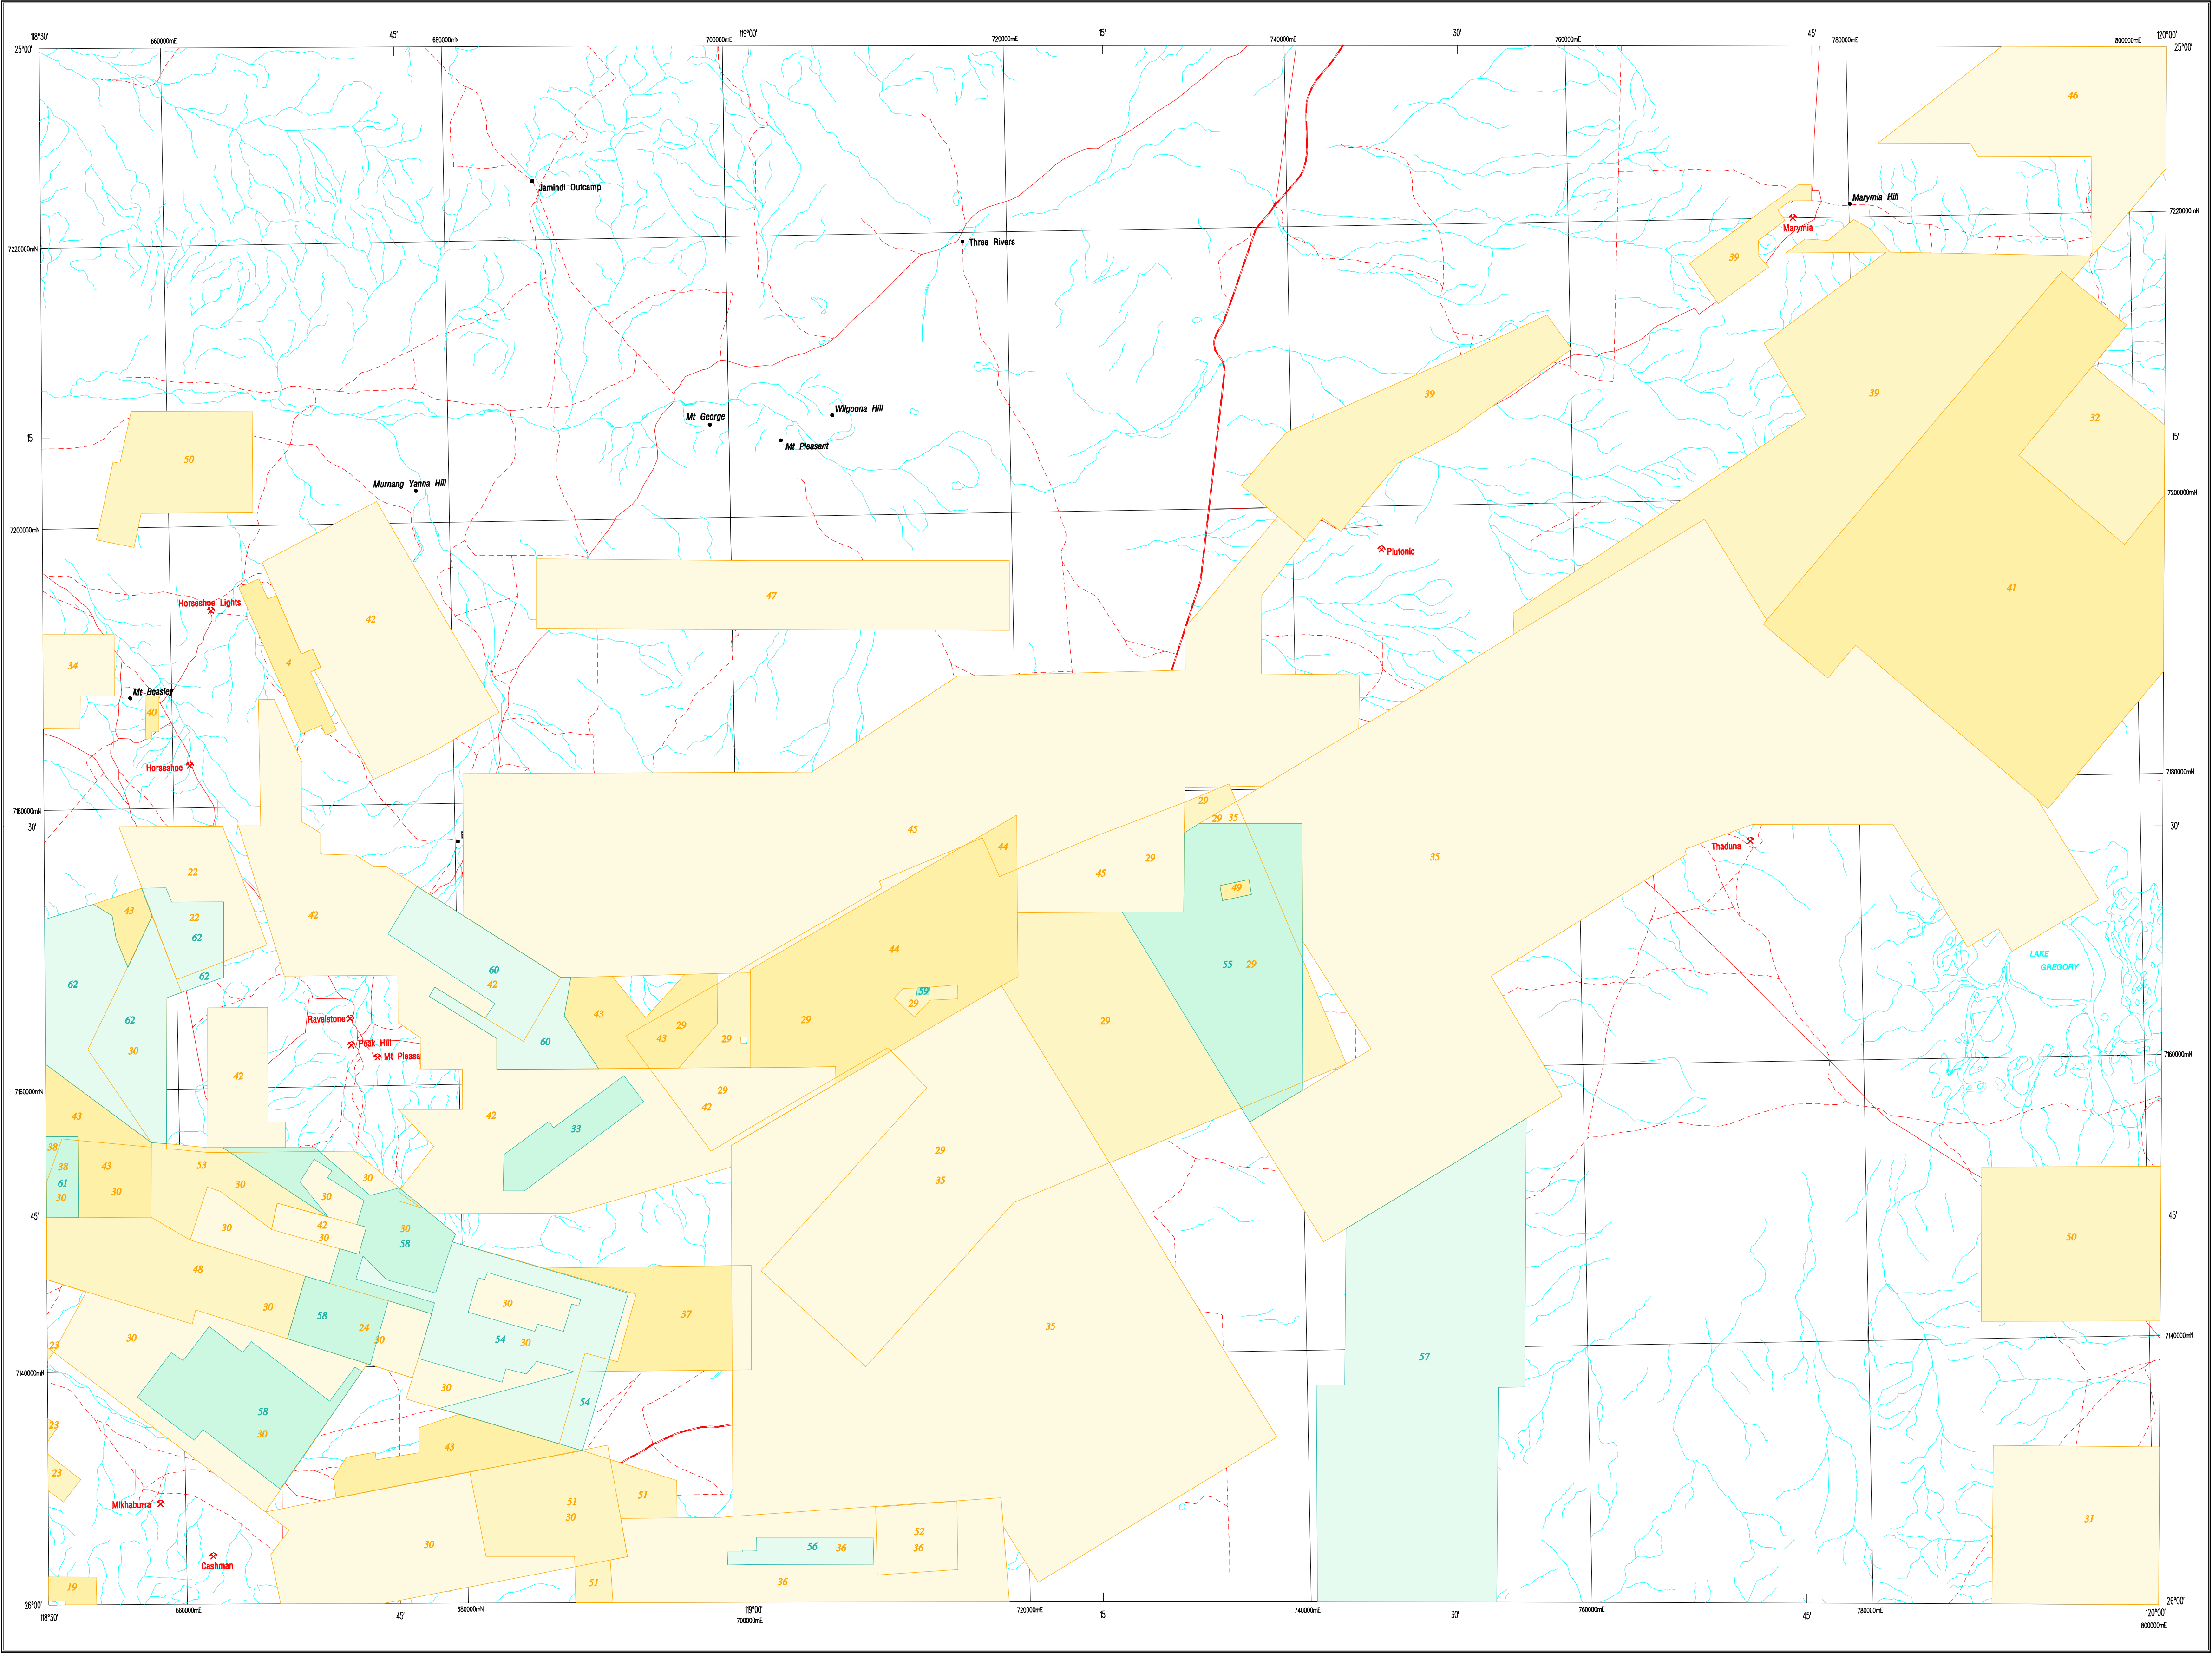 118°30'
660000mE
45'
680000mN
700000mE
119°00'
720000mE
15'
740000mE
30'
760000mE
45'
780000mE
800000mE
120°00'
25°00'
25°00'
46
Jamindi Outcamp
Marymia Hill
7220000mN
Marymia
Three Rivers
7220000mN
39
39
39
Wilgoona Hill
Mt George
32
15'
Mt Pleasant
15'
50
Murnang Yanna Hill
7200000mN
7200000mN
Plutonic
41
47
Horseshoe Lights
42
4
34
Mt Beasley
40
Horseshoe
7180000mN
29
7180000mN
29 35
30'
30'
45
44
Thaduna
35
29
22
45
49
43
22
42
62
44
LAKE
GREGORY
55
29
60
62
62
42
59
29
43
29
29
29
Ravelstone
62
43
29
Peak Hill
60
30
Mt Pleasa
7160000mN
42
29
7160000mN
42
42
43
33
38
29
53
38
43
30
30
35
61
30
30
30
45'
42
30
30
30
45'
58
50
48
30
30
37
58
24
35
30
54
30
30
23
7140000mN
57
7140000mN
30
54
58
23
30
43
23
51
51
30
Mikhaburra
31
52
30
56
36
36
Cashman
36
51
19
26°00'
26°00'
118°30'
660000mE
45'
680000mN
119°00'
700000mE
720000mE
15'
740000mE
30'
760000mE
45'
780000mE
120°00'
800000mE